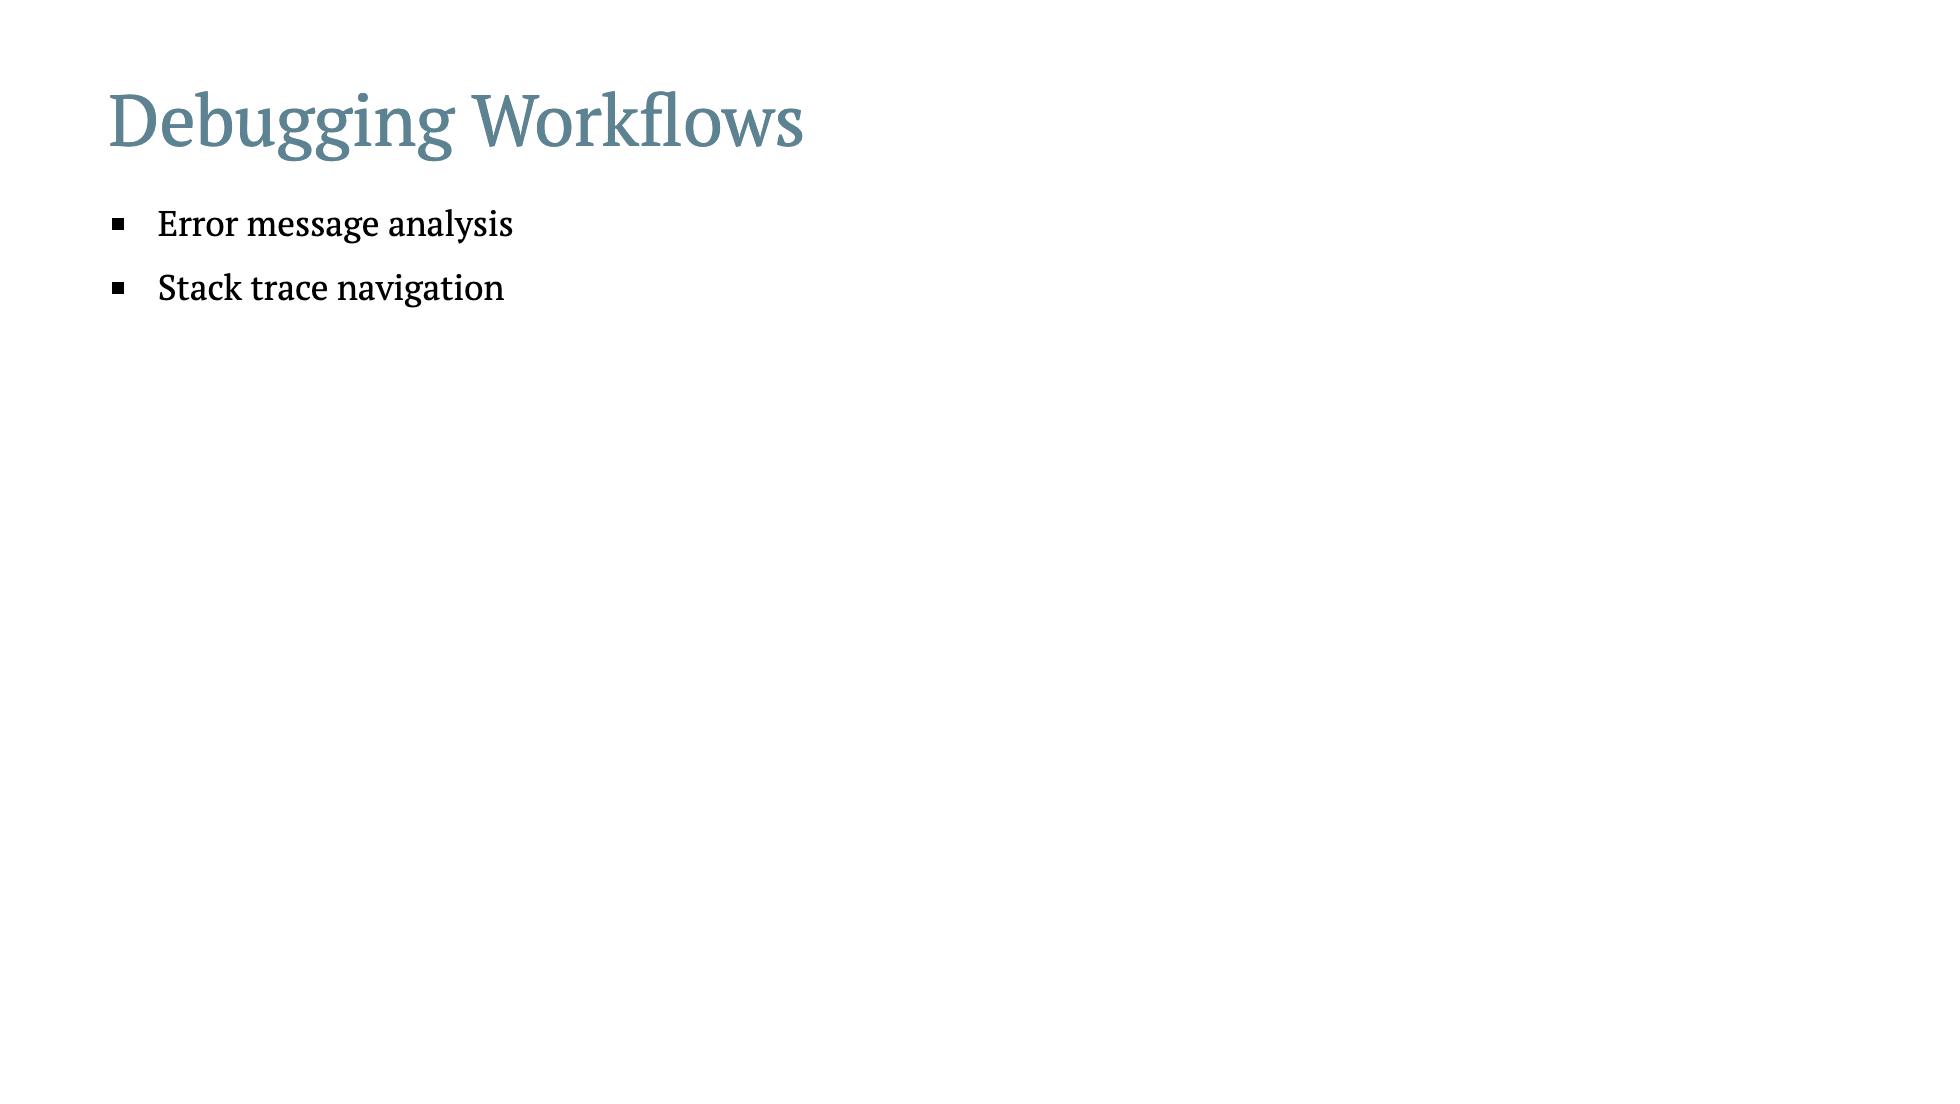 Debugging Workflows
▪ Error message analysis
▪ Stack trace navigation